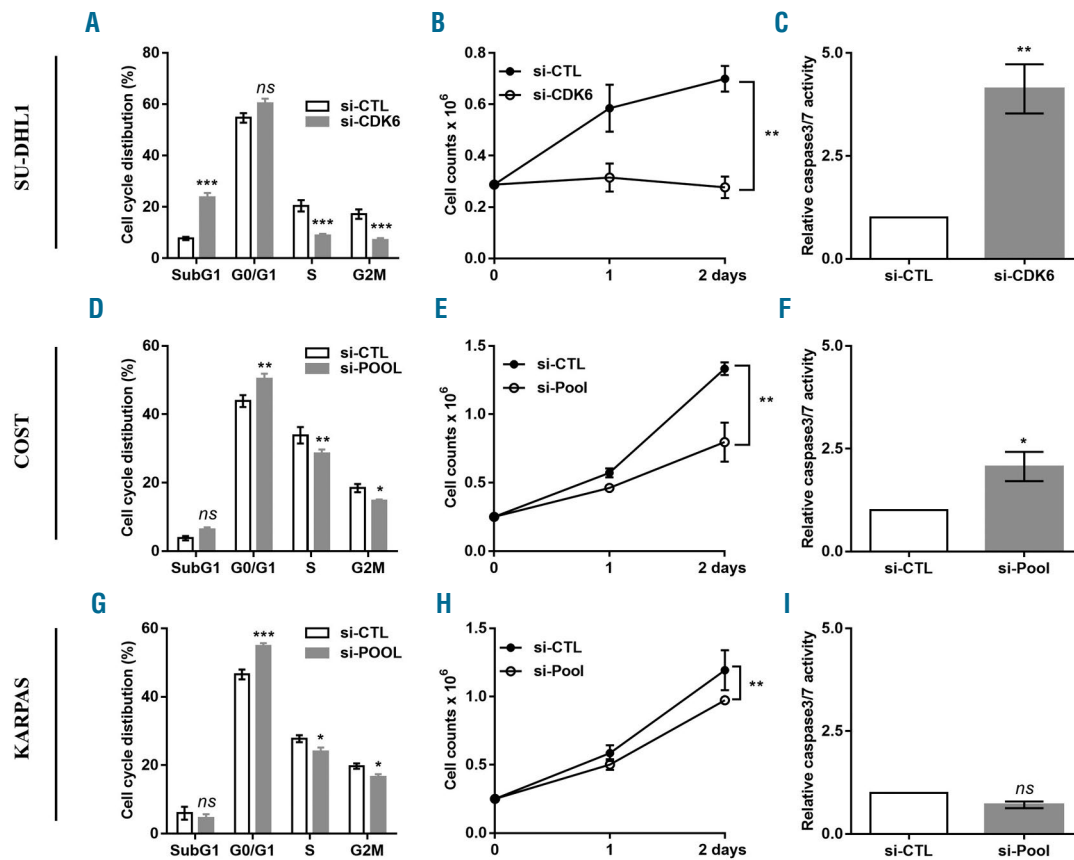 A
B
C
SU-DHL1
Cell cycle distibution (%)
80
60
40
20
0
si-CTL
si-CDK6
***
ns
***
***
SubG1 G0/G1 S G2M
Cell counts x 10^6
0.8
0.6
0.4
0.2
0.0
si-CTL
si-CDK6
**
0 1 2 days
Relative caspase3/7 activity
5.0
2.5
0.0
**
si-CTL si-CDK6
D
E
F
COST
Cell cycle distibution (%)
60
40
20
0
si-CTL
si-POOL
ns
**
**
*
SubG1 G0/G1 S G2M
Cell counts x 10^6
1.5
1.0
0.5
0.0
si-CTL
si-Pool
**
0 1 2 days
Relative caspase3/7 activity
5.0
2.5
0.0
*
si-CTL si-Pool
G
H
I
KARPAS
Cell cycle distibution (%)
60
40
20
0
si-CTL
si-POOL
ns
***
*
*
SubG1 G0/G1 S G2M
Cell counts x 10^6
1.5
1.0
0.5
0.0
si-CTL
si-Pool
**
0 1 2 days
Relative caspase3/7 activity
5.0
2.5
0.0
ns
si-CTL si-Pool